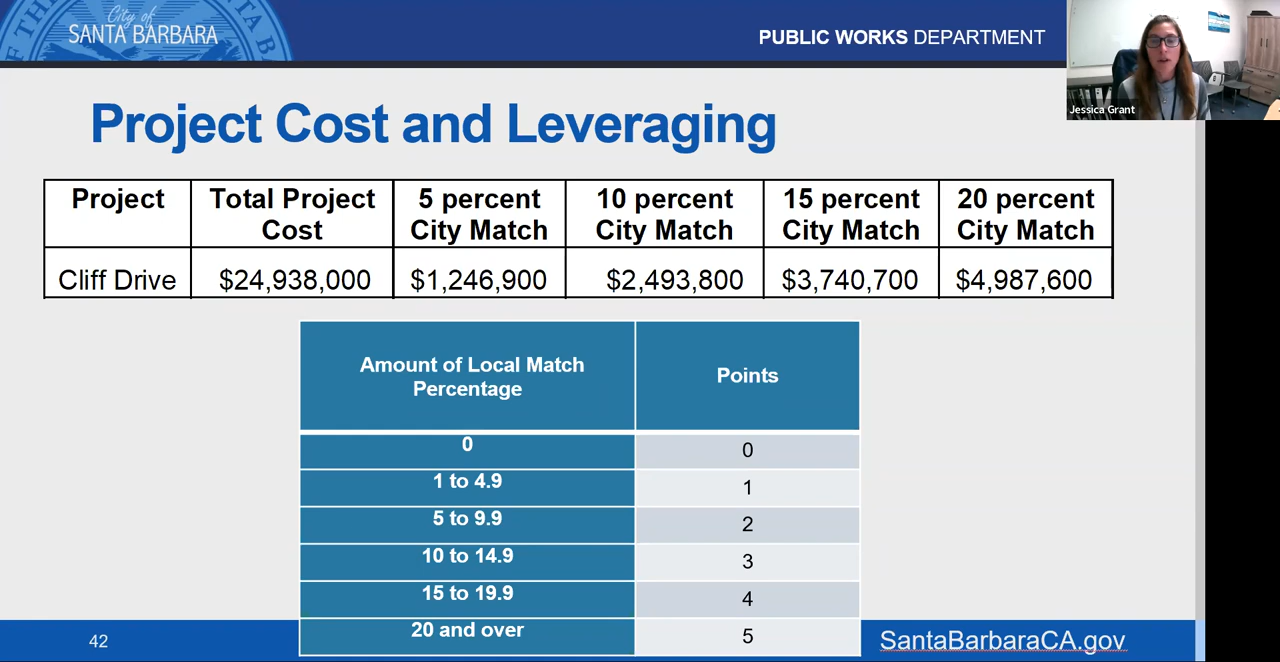 City of
SANTA BARBARA
PUBLIC WORKS DEPARTMENT
Jessica Grant
Project Cost and Leveraging
Project | Total Project Cost | 5 percent City Match | 10 percent City Match | 15 percent City Match | 20 percent City Match
Cliff Drive | $24,938,000 | $1,246,900 | $2,493,800 | $3,740,700 | $4,987,600
Amount of Local Match Percentage | Points
0 | 0
1 to 4.9 | 1
5 to 9.9 | 2
10 to 14.9 | 3
15 to 19.9 | 4
20 and over | 5
42
SantaBarbaraCA.gov